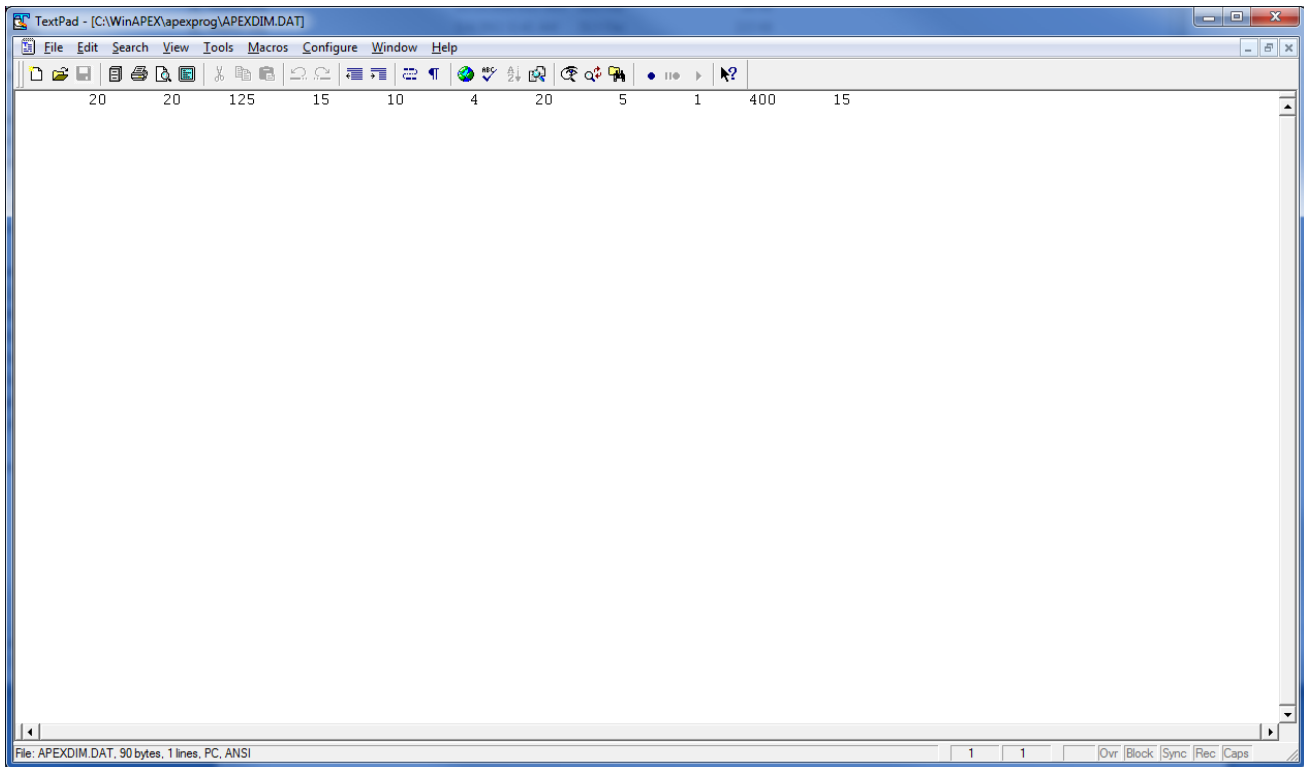 TextPad - [C:\WinAPEX\apexprog\APEXDIM.DAT]
File Edit Search View Tools Macros Configure Window Help
20 20 125 15 10 4 20 5 1 400 15
File: APEXDIM.DAT, 90 bytes, 1 lines, PC, ANSI 1 1 Ovr Block Sync Rec Caps